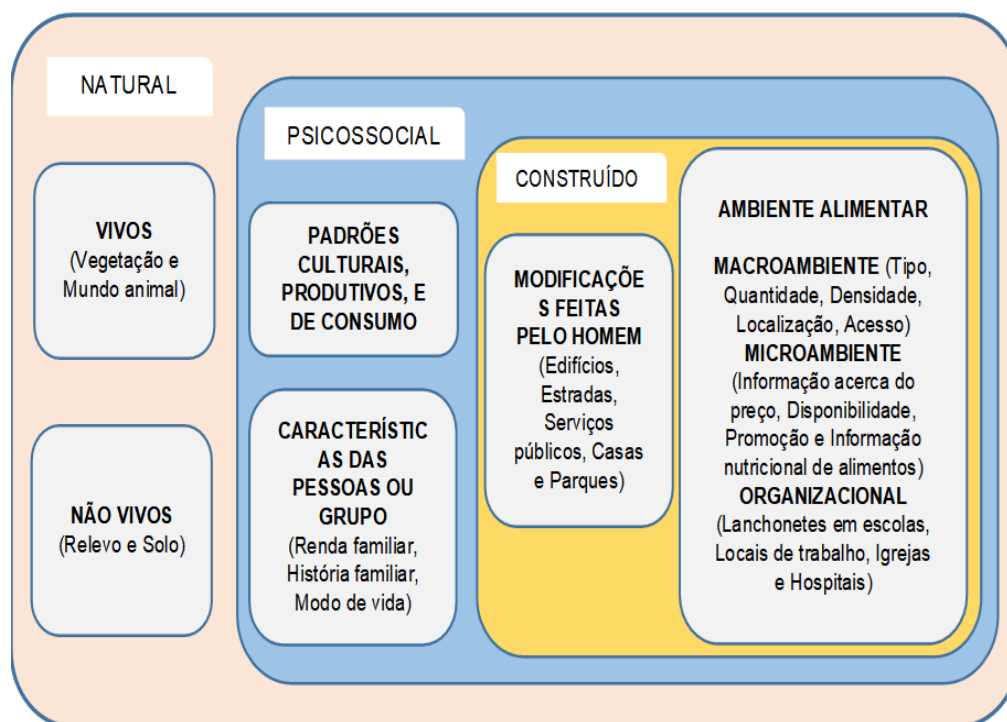 NATURAL
VIVOS
(Vegetação e
Mundo animal)
NÃO VIVOS
(Relevo e Solo)
PSICOSSOCIAL
PADRÕES
CULTURAIS,
PRODUTIVOS, E
DE CONSUMO
CARACTERÍSTIC
AS DAS
PESSOAS OU
GRUPO
(Renda familiar,
História familiar,
Modo de vida)
CONSTRUÍDO
MODIFICAÇÕE
S FEITAS
PELO HOMEM
(Edifícios,
Estradas,
Serviços
públicos, Casas
e Parques)
AMBIENTE ALIMENTAR
MACROAMBIENTE (Tipo,
Quantidade, Densidade,
Localização, Acesso)
MICROAMBIENTE
(Informação acerca do
preço, Disponibilidade,
Promoção e Informação
nutricional de alimentos)
ORGANIZACIONAL
(Lanchonetes em escolas,
Locais de trabalho, Igrejas
e Hospitais)